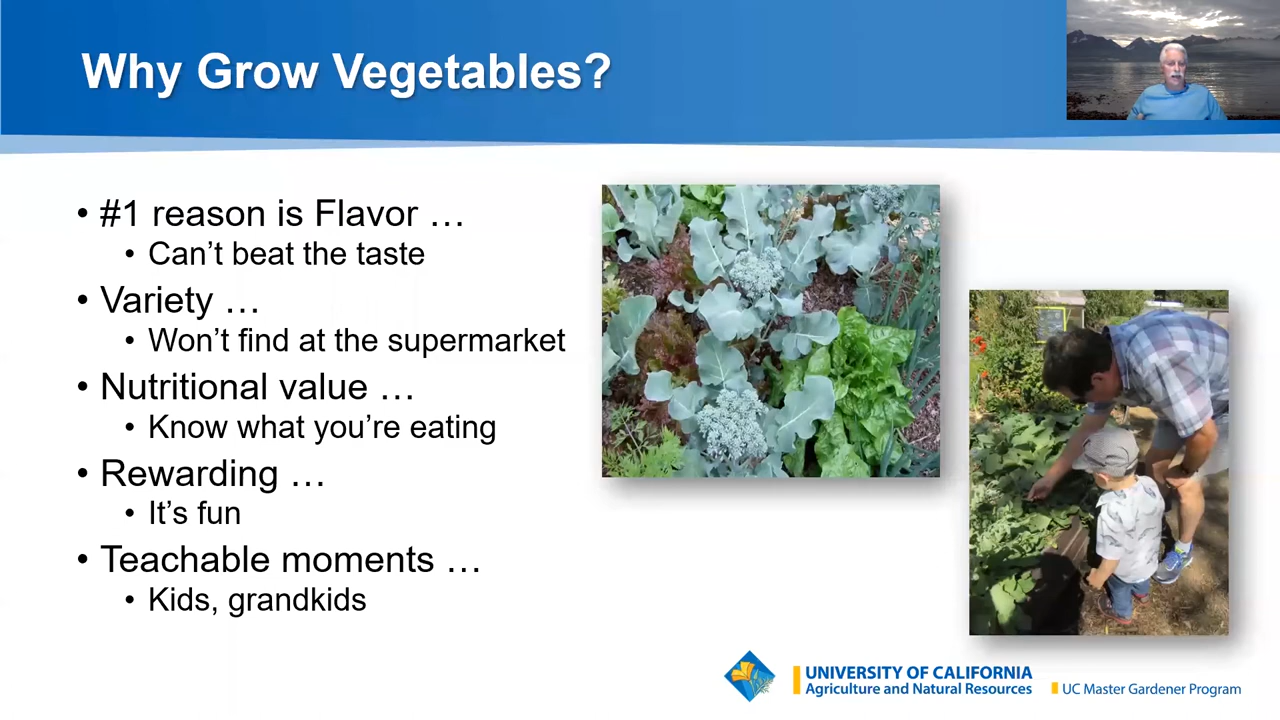 Why Grow Vegetables?
• #1 reason is Flavor …
• Can’t beat the taste
• Variety …
• Won’t find at the supermarket
• Nutritional value …
• Know what you’re eating
• Rewarding …
• It’s fun
• Teachable moments …
• Kids, grandkids
UNIVERSITY OF CALIFORNIA
Agriculture and Natural Resources
UC Master Gardener Program